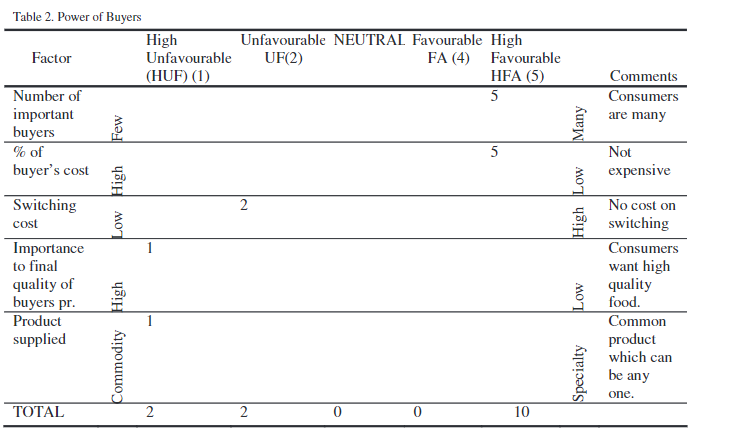 Table 2. Power of Buyers
Factor High Unfavourable (HUF) (1) Unfavourable UF(2) NEUTRAL Favourable FA (4) High Favourable HFA (5) Comments
Number of important buyers Few 5 Many Consumers are many
% of buyer's cost High 5 Low Not expensive
Switching cost Low 2 High No cost on switching
Importance to final quality of buyers pr. High 1 Low Consumers want high quality food.
Product supplied Commodity 1 Specialty Common product which can be any one.
TOTAL 2 2 0 0 10